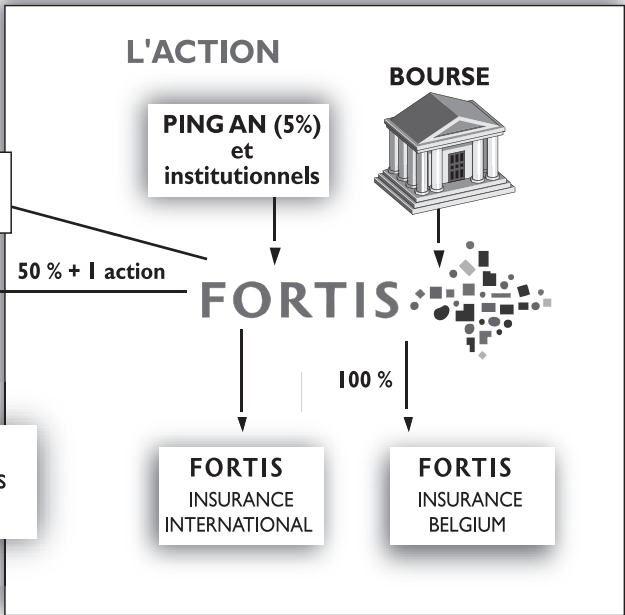 L'ACTION
BOURSE
PING AN (5%)
et
institutionnels
50 % + 1 action
FORTIS
100 %
FORTIS
INSURANCE
INTERNATIONAL
FORTIS
INSURANCE
BELGIUM